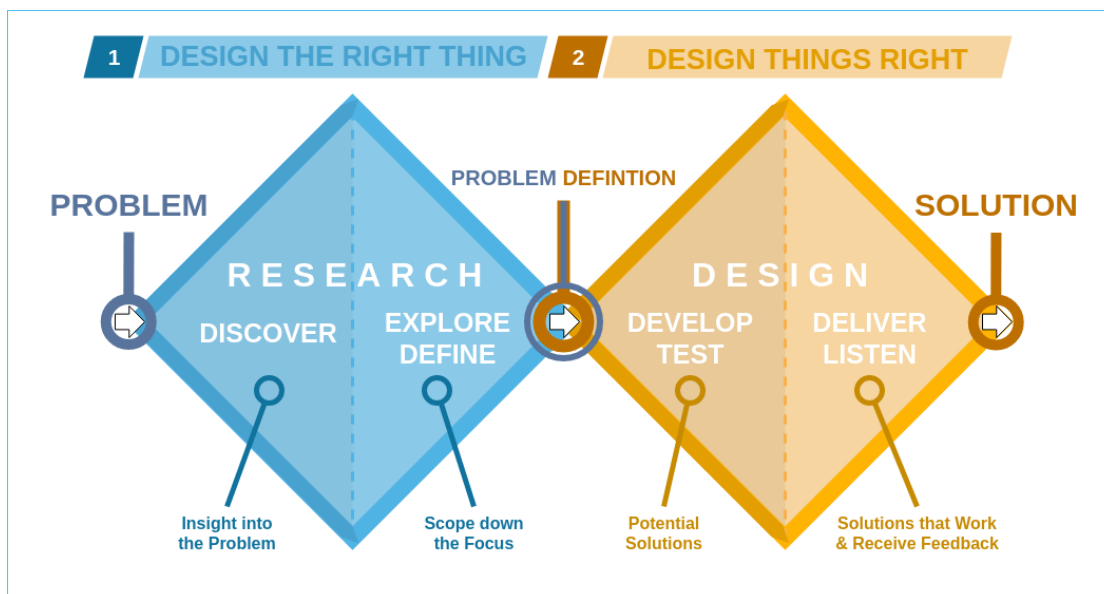 1 DESIGN THE RIGHT THING
2 DESIGN THINGS RIGHT
PROBLEM
PROBLEM DEFINTION
SOLUTION
RESEARCH
DISCOVER
EXPLORE
DEFINE
DESIGN
DEVELOP
TEST
DELIVER
LISTEN
Insight into
the Problem
Scope down
the Focus
Potential
Solutions
Solutions that Work
& Receive Feedback